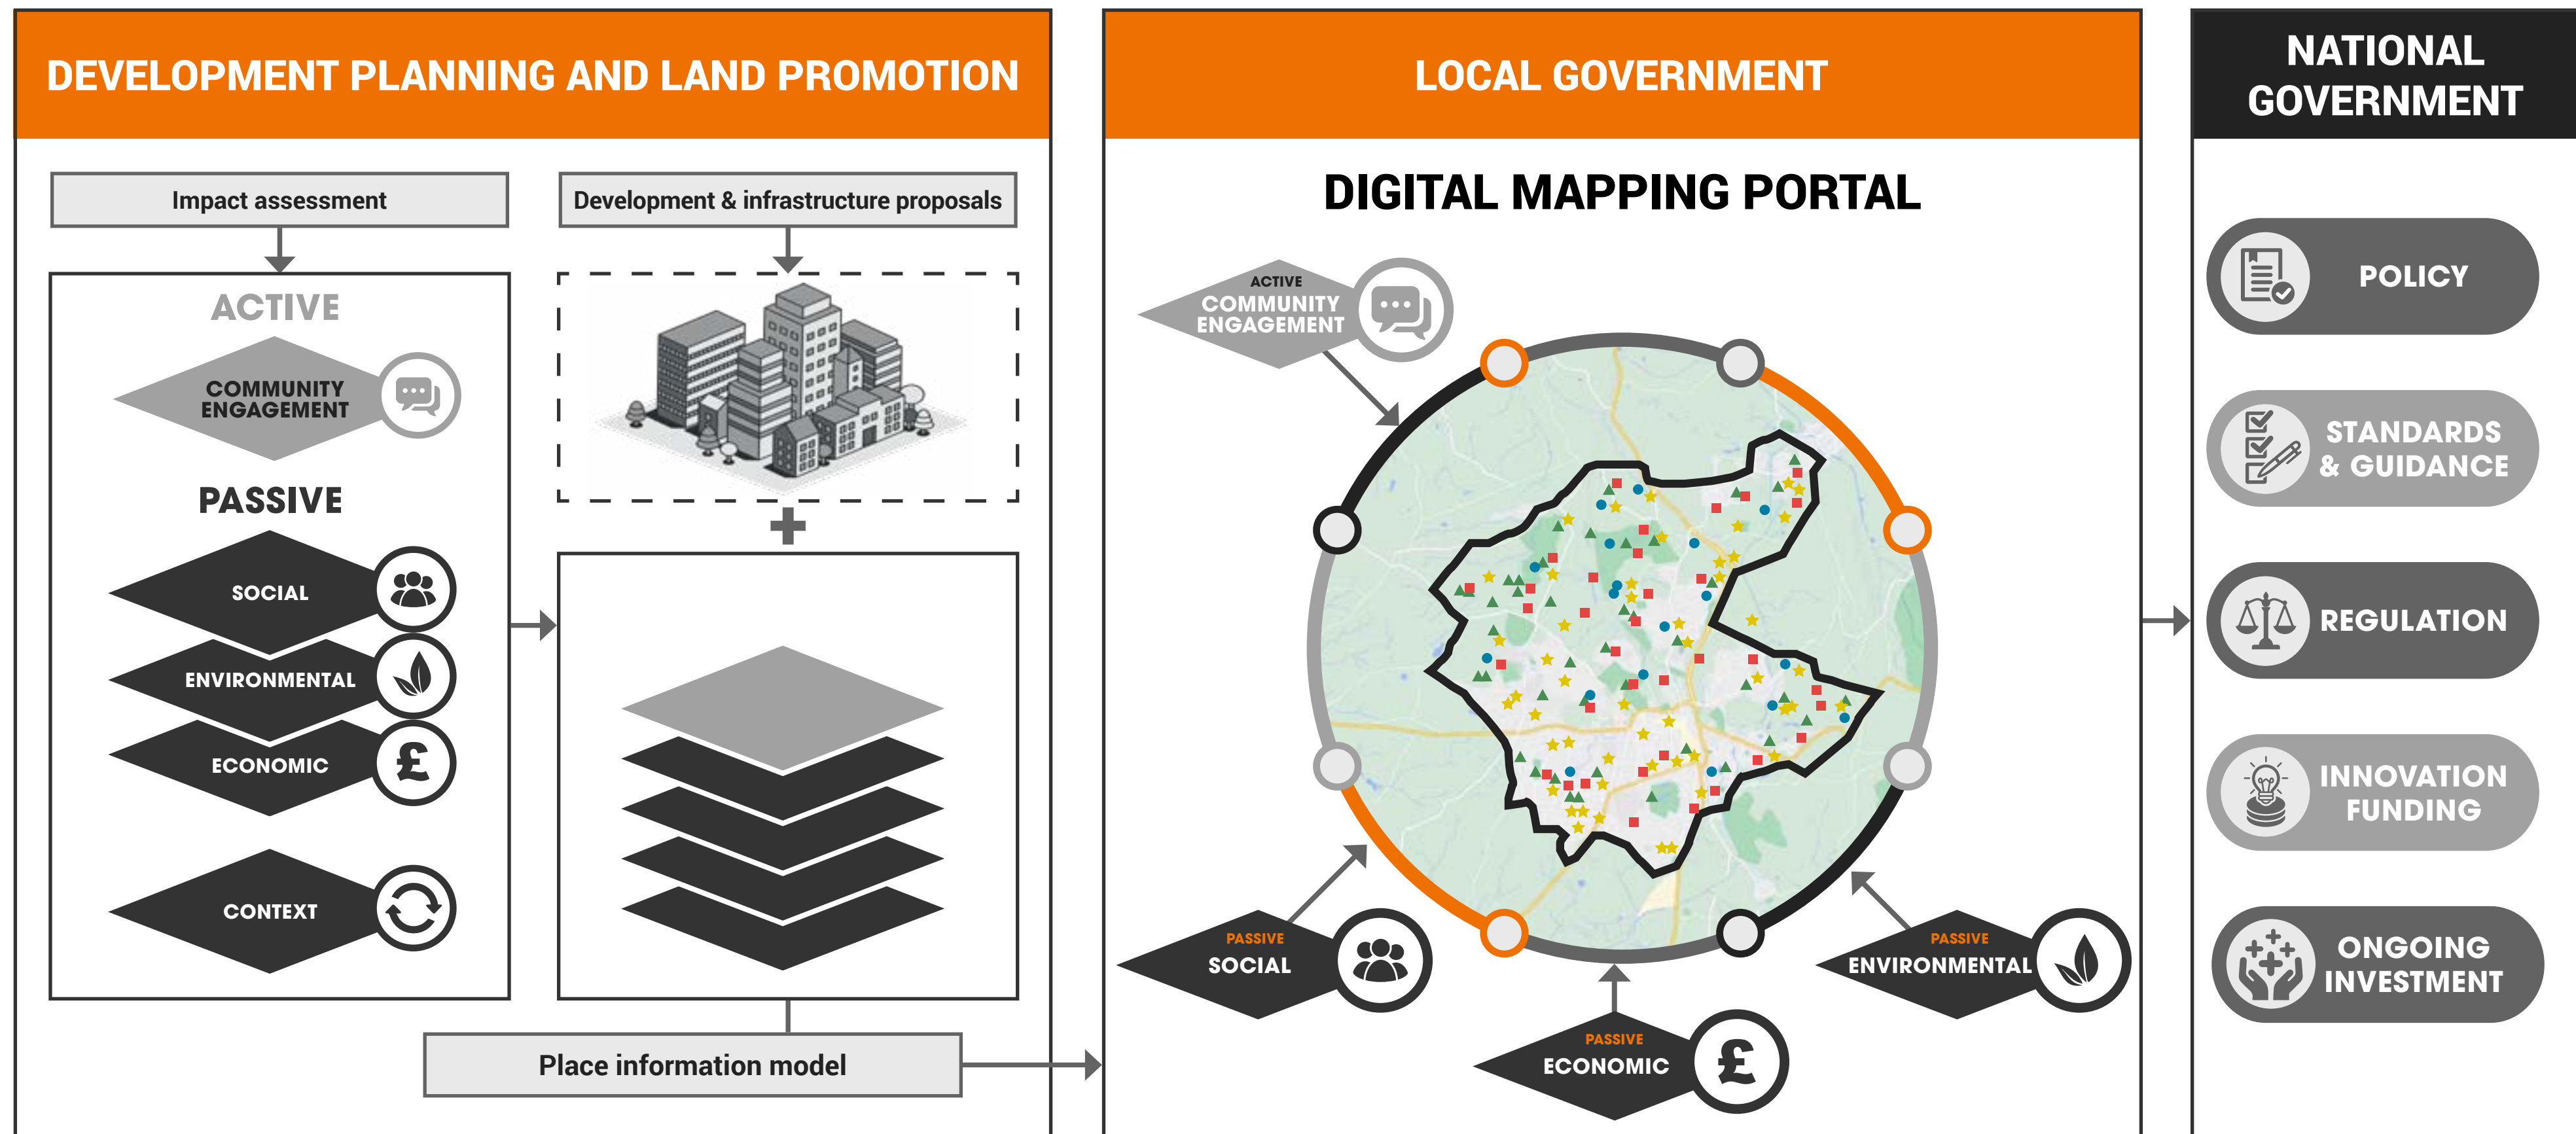 DEVELOPMENT PLANNING AND LAND PROMOTION
Impact assessment
Development & infrastructure proposals
ACTIVE
COMMUNITY
ENGAGEMENT
PASSIVE
SOCIAL
ENVIRONMENTAL
£
ECONOMIC
CONTEXT
Place information model
LOCAL GOVERNMENT
DIGITAL MAPPING PORTAL
ACTIVE
COMMUNITY
ENGAGEMENT
PASSIVE
SOCIAL
PASSIVE
ECONOMIC
£
PASSIVE
ENVIRONMENTAL
NATIONAL
GOVERNMENT
POLICY
STANDARDS
& GUIDANCE
REGULATION
INNOVATION
FUNDING
ONGOING
INVESTMENT